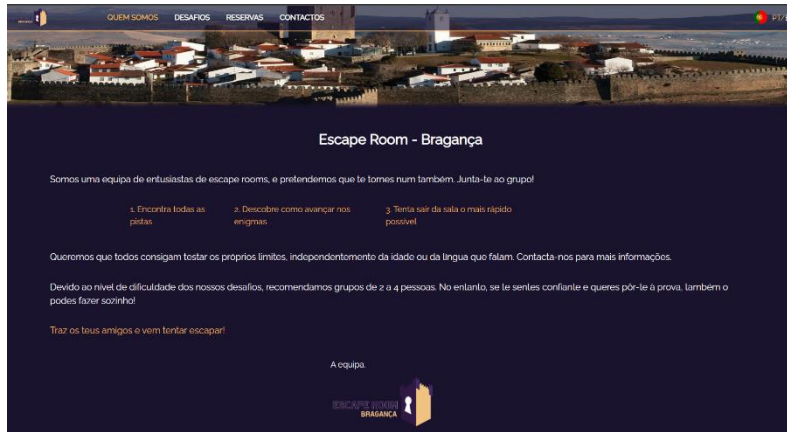 QUEM SOMOS DESAFIOS RESERVAS CONTACTOS
PT/
Escape Room - Bragança
Somos uma equipa de entusiastas de escape rooms, e pretendemos que te tornes num também. Junta-te ao grupo!
1. Encontra todas as
pistas
2. Descobre como avançar nos
enigmas
3. Tenta sair da sala o mais rápido
possível
Queremos que todos consigam testar os próprios limites, independentemente da idade ou da língua que falam. Contacta-nos para mais informações.
Devido ao nível de dificuldade dos nossos desafios, recomendamos grupos de 2 a 4 pessoas. No entanto, se te sentes confiante e queres pôr-te à prova, também o
podes fazer sozinho!
Traz os teus amigos e vem tentar escapar!
A equipa.
ESCAPE ROOM
BRAGANÇA